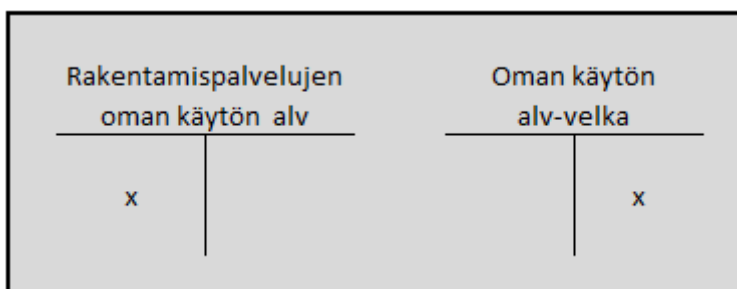 Rakentamispalvelujen
oman käytön alv
Oman käytön
alv-velka
x
x